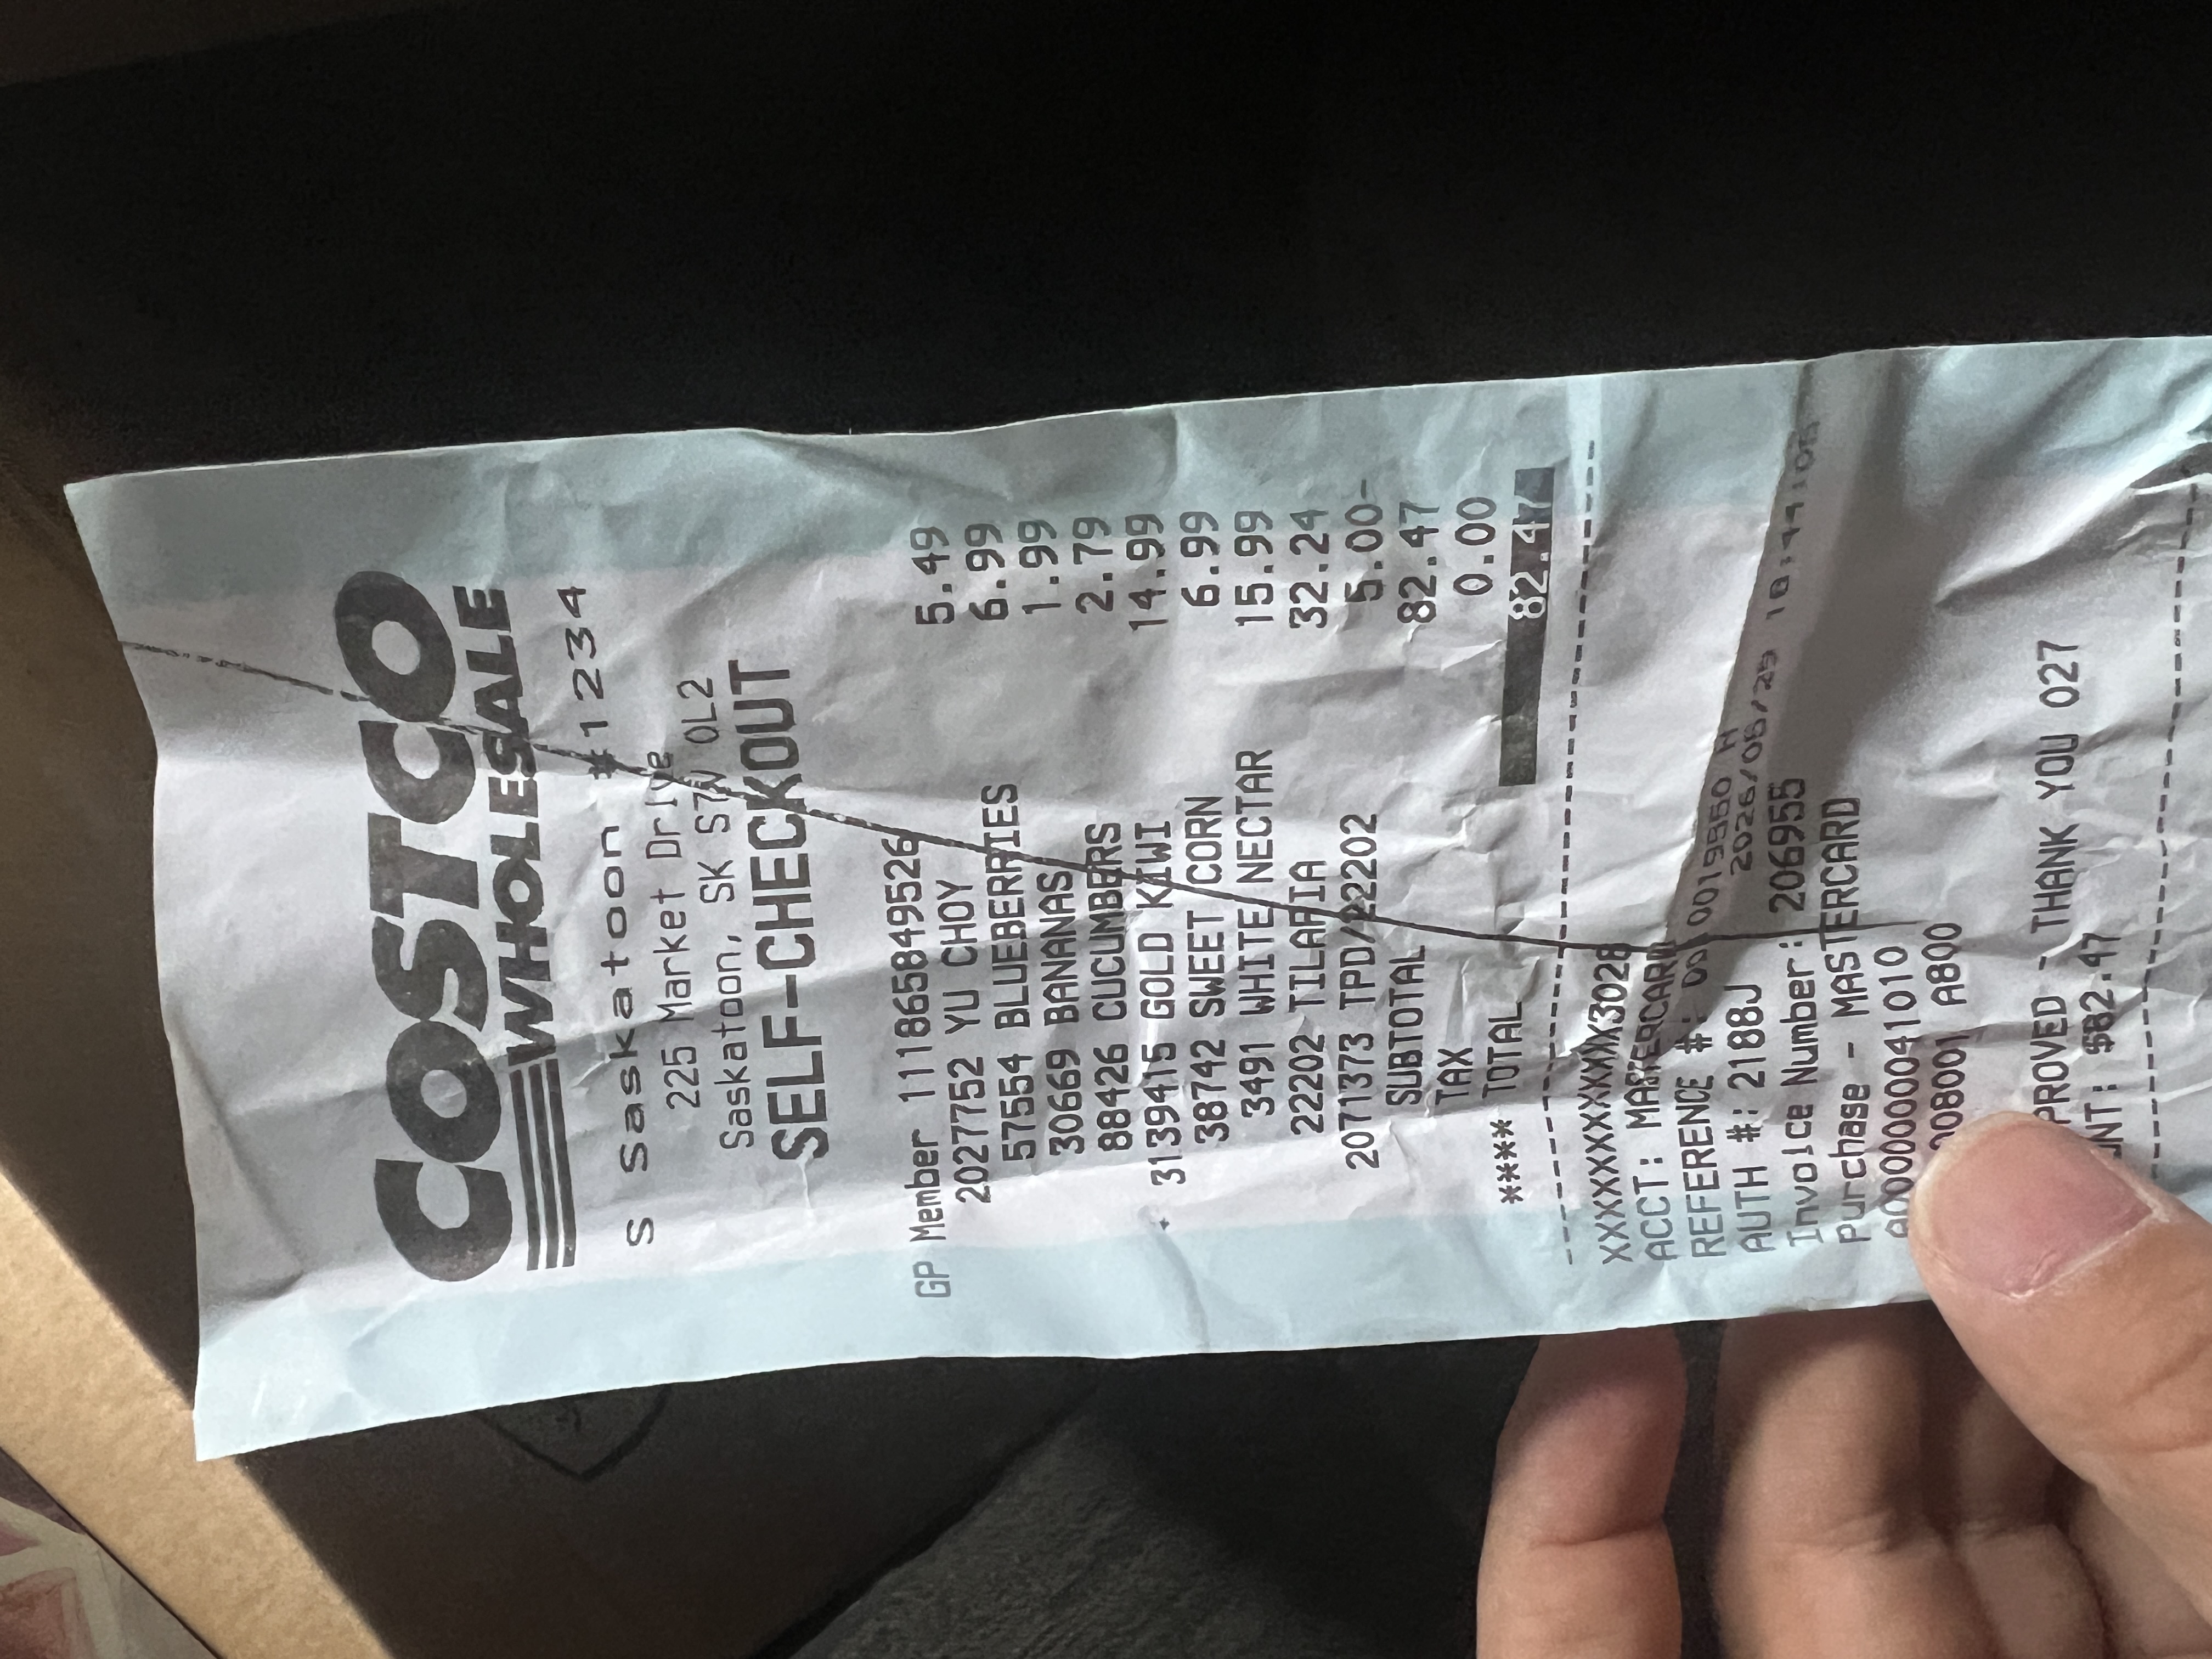 COSTCO
WHOLESALE
S Saskatoon #1234
225 Market Drive
Saskatoon, SK S7N 0L2
SELF-CHECKOUT
GP Member 111865849526
2027752 YU CHOY 5.49
57554 BLUEBERRIES 6.99
30669 BANANAS 1.99
88426 CUCUMBERS 2.79
3139415 GOLD KIWI 14.99
38742 SWEET CORN 6.99
3491 WHITE NECTAR 15.99
22202 TILAPIA 32.24
2071373 TPD/22202 5.00-
SUBTOTAL 82.47
TAX 0.00
**** TOTAL 82.47
XXXXXXXXXXXX3028
ACCT: MASTERCARD
REFERENCE #:
AUTH #: 2188J
Invoice Number: 206955
Purchase - MASTERCARD
A0000000041010
008001 A800
PROVED - THANK YOU 027
UNT: $82.47